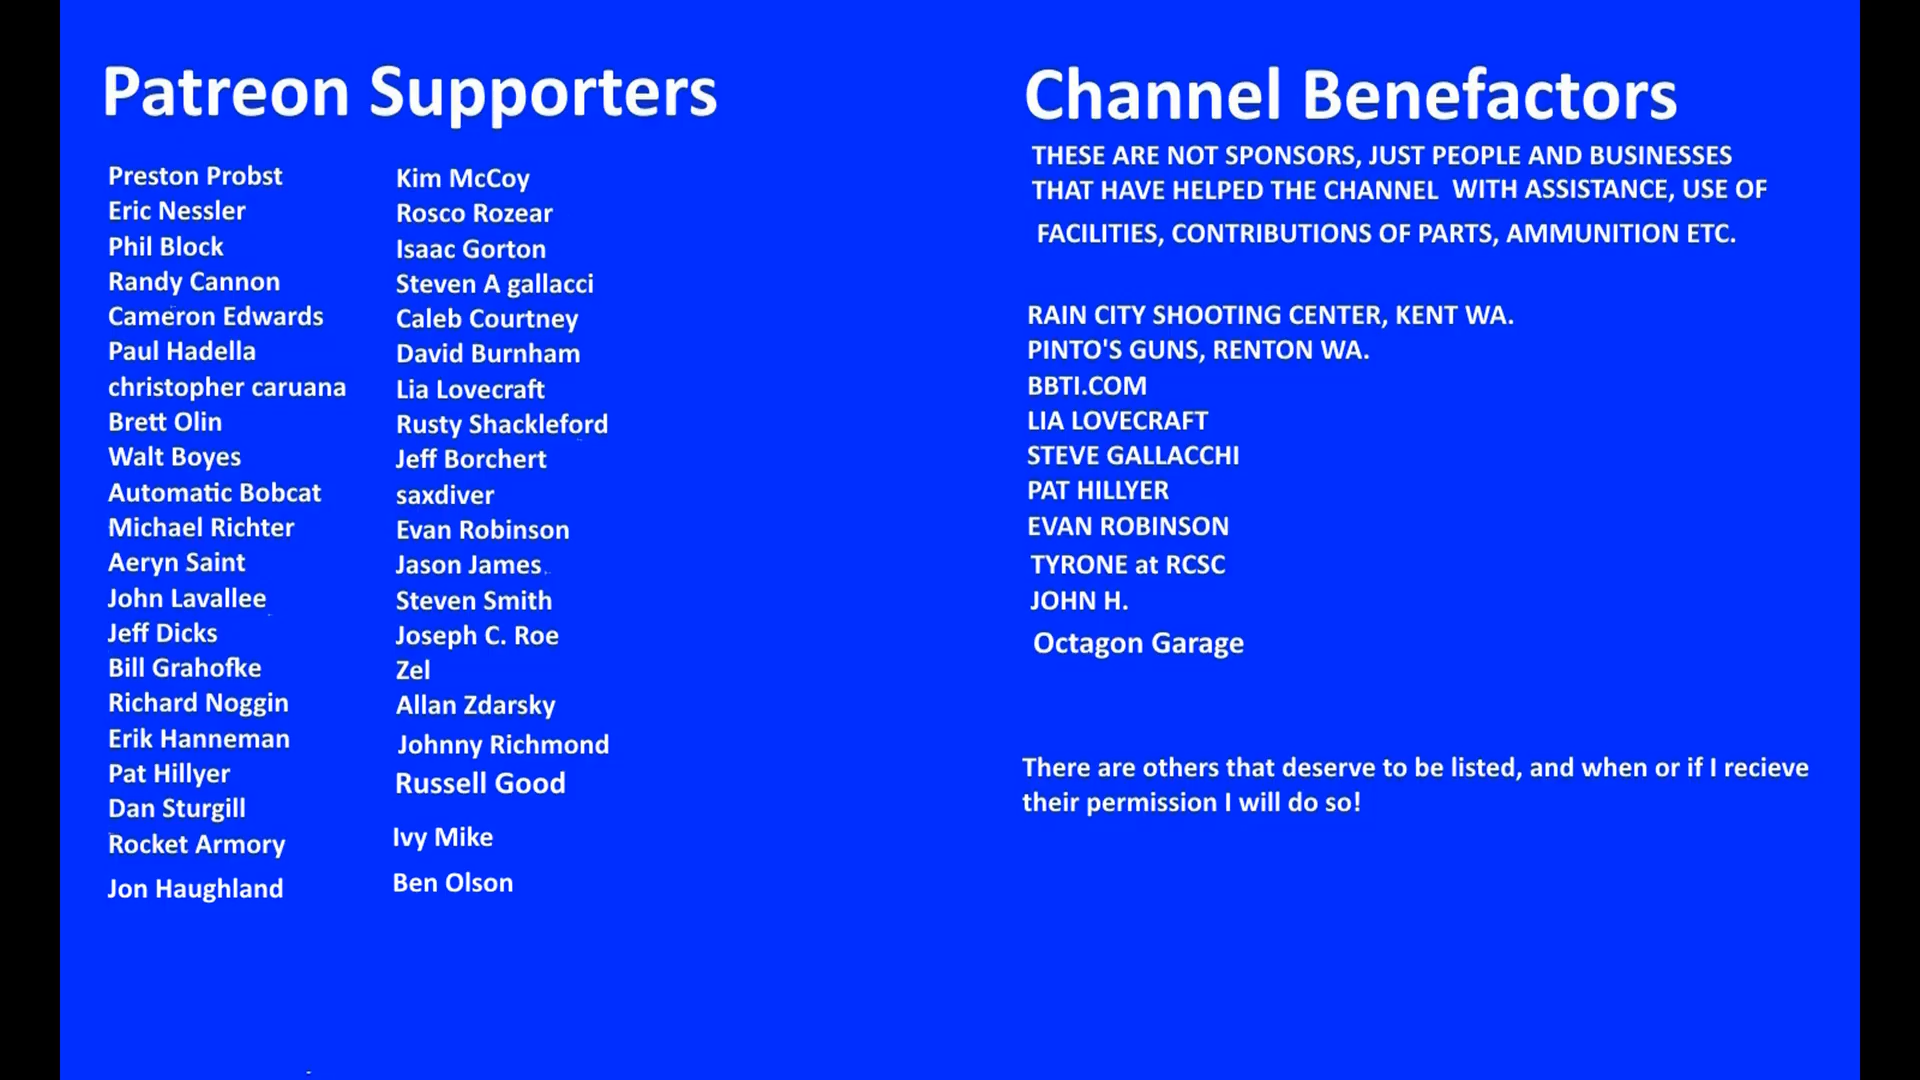 Patreon Supporters
Preston Probst
Eric Nessler
Phil Block
Randy Cannon
Cameron Edwards
Paul Hadella
christopher caruana
Brett Olin
Walt Boyes
Automatic Bobcat
Michael Richter
Aeryn Saint
John Lavallee
Jeff Dicks
Bill Grahofke
Richard Noggin
Erik Hanneman
Pat Hillyer
Dan Sturgill
Rocket Armory
Jon Haughland
Kim McCoy
Rosco Rozear
Isaac Gorton
Steven A gallacci
Caleb Courtney
David Burnham
Lia Lovecraft
Rusty Shackleford
Jeff Borchert
saxdiver
Evan Robinson
Jason James
Steven Smith
Joseph C. Roe
Zel
Allan Zdarsky
Johnny Richmond
Russell Good
Ivy Mike
Ben Olson
Channel Benefactors
THESE ARE NOT SPONSORS, JUST PEOPLE AND BUSINESSES
THAT HAVE HELPED THE CHANNEL WITH ASSISTANCE, USE OF
FACILITIES, CONTRIBUTIONS OF PARTS, AMMUNITION ETC.
RAIN CITY SHOOTING CENTER, KENT WA.
PINTO'S GUNS, RENTON WA.
BBTI.COM
LIA LOVECRAFT
STEVE GALLACCHI
PAT HILLYER
EVAN ROBINSON
TYRONE at RCSC
JOHN H.
Octagon Garage
There are others that deserve to be listed, and when or if I recieve
their permission I will do so!